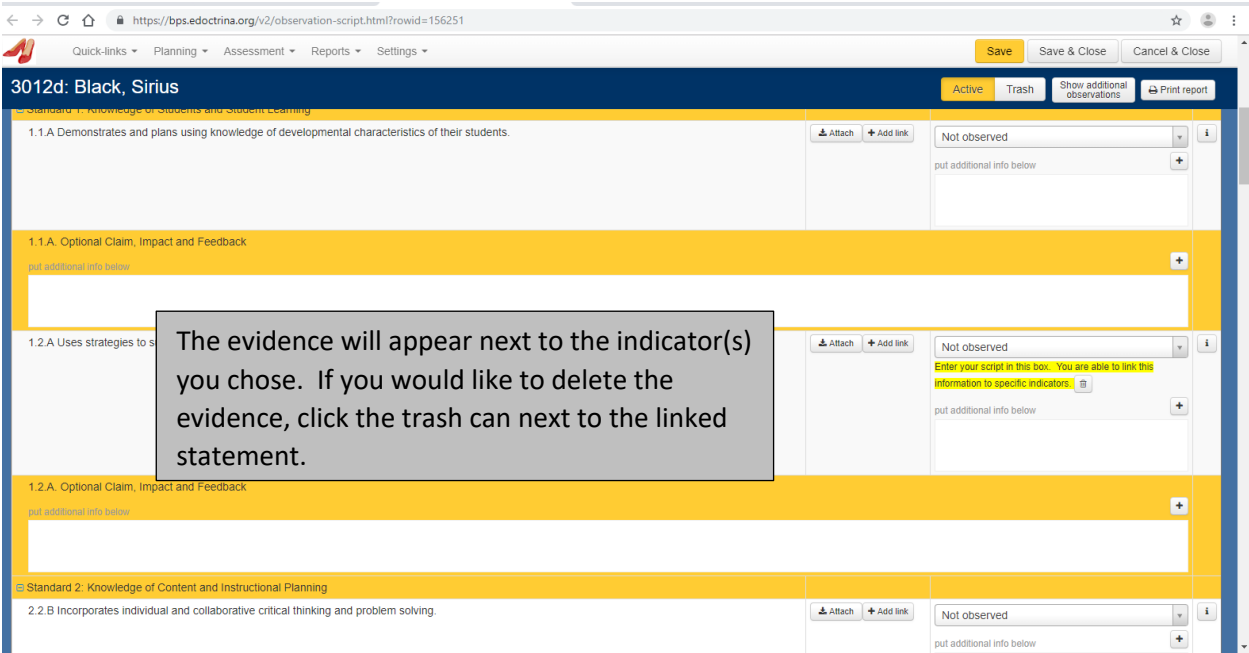 https://bps.edoctrina.org/v2/observation-script.html?rowid=156251
Quick-links Planning Assessment Reports Settings Save Save & Close Cancel & Close
3012d: Black, Sirius Active Trash Show additional observations Print report
Standard 1: Knowledge of Students and Student Learning
1.1.A Demonstrates and plans using knowledge of developmental characteristics of their students. Attach + Add link Not observed i
put additional info below +
1.1.A. Optional Claim, Impact and Feedback
put additional info below +
1.2.A Uses strategies to Attach + Add link Not observed i
Enter your script in this box. You are able to link this
information to specific indicators.
put additional info below +
The evidence will appear next to the indicator(s)
you chose. If you would like to delete the
evidence, click the trash can next to the linked
statement.
1.2.A. Optional Claim, Impact and Feedback
put additional info below +
Standard 2: Knowledge of Content and Instructional Planning
2.2.B Incorporates individual and collaborative critical thinking and problem solving. Attach + Add link Not observed i
put additional info below +